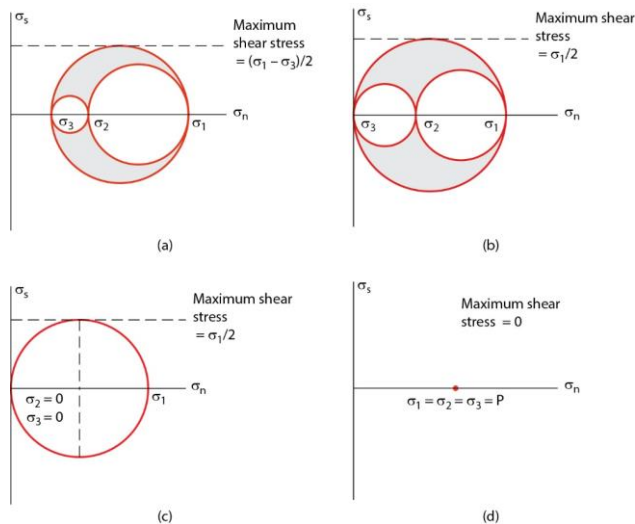 σs
Maximum
shear stress
= (σ1 – σ3)/2
σ3
σ2
σ1
σn
(a)
σs
Maximum shear
stress
= σ1/2
σ3
σ2
σ1
σn
(b)
σs
Maximum shear
stress
= σ1/2
σ2 = 0
σ3 = 0
σ1
σn
(c)
σs
Maximum shear
stress = 0
σn
σ1 = σ2 = σ3 = P
(d)